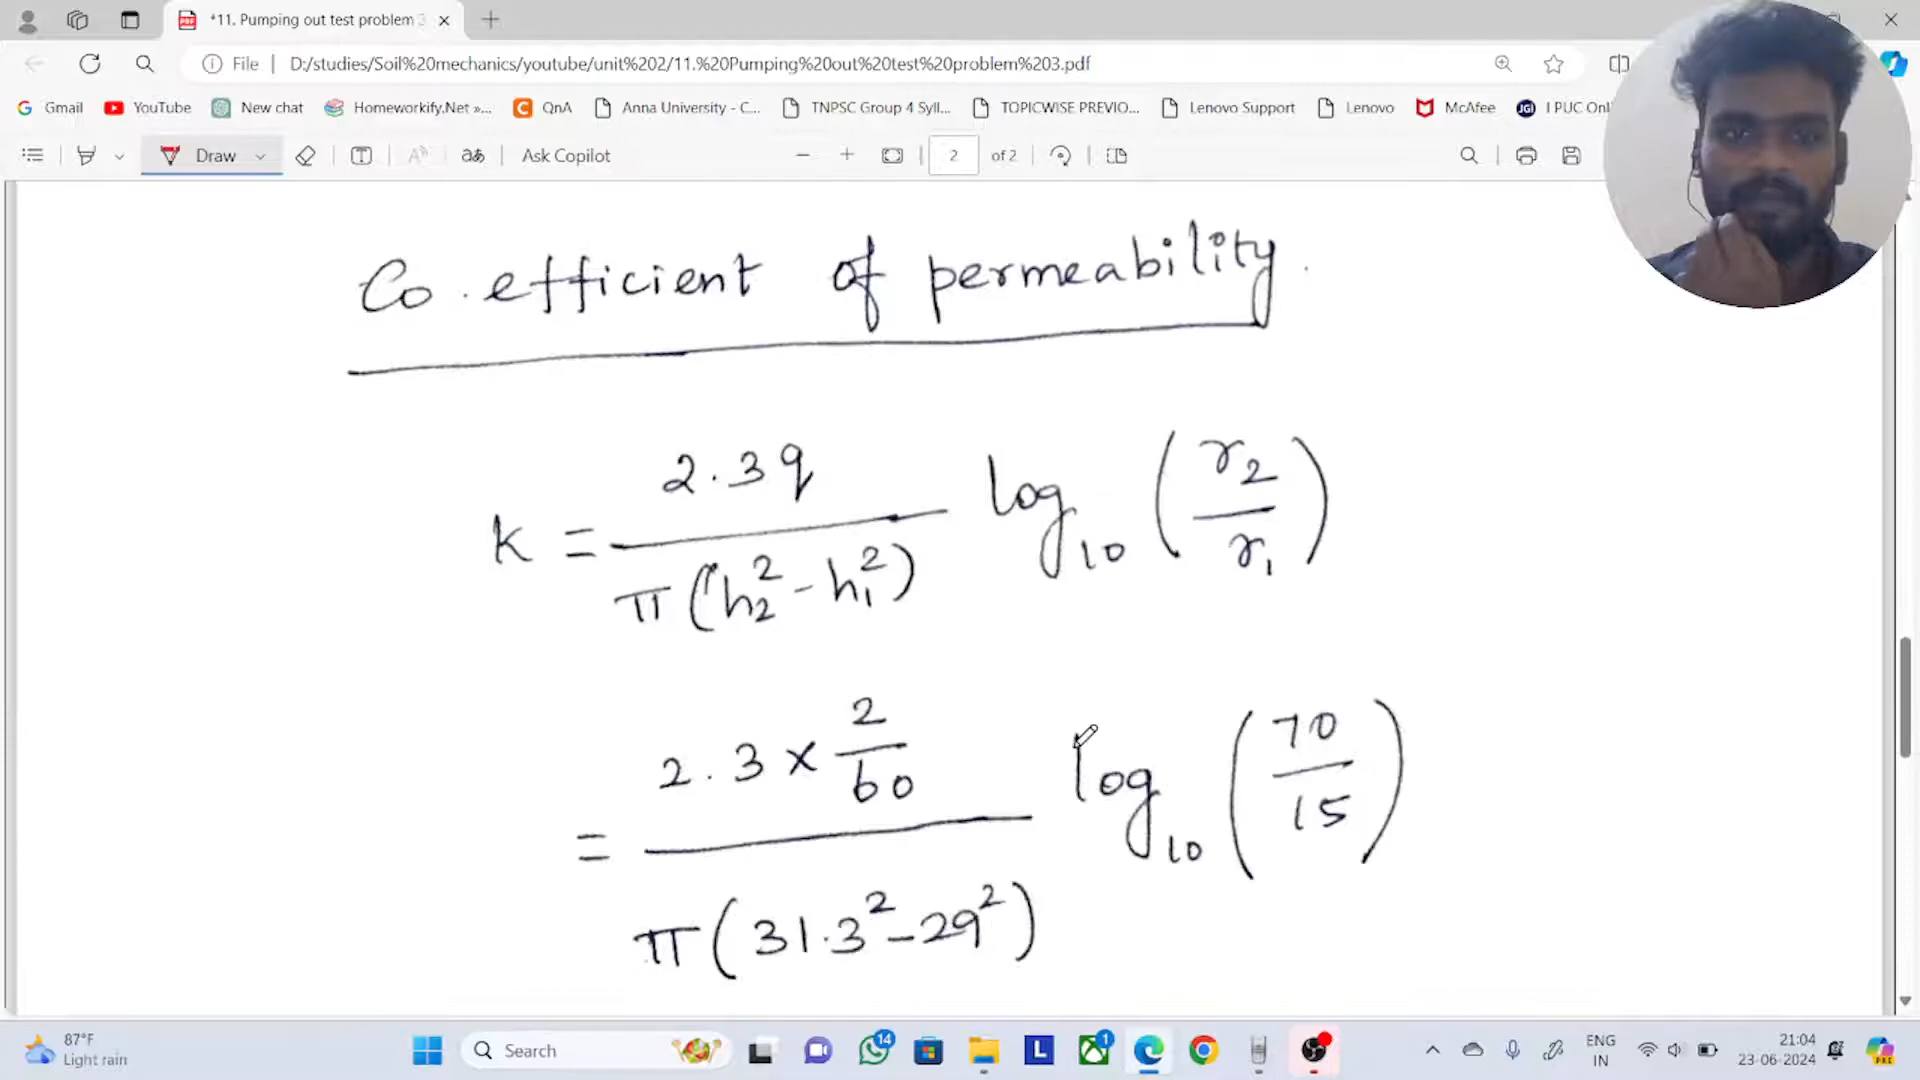 *11. Pumping out test problem 3
File | D:/studies/Soil%20mechanics/youtube/unit%202/11.%20Pumping%20out%20test%20problem%203.pdf
Gmail YouTube New chat Homeworkify.Net »... QnA Anna University - C... TNPSC Group 4 Syll... TOPICWISE PREVIO... Lenovo Support Lenovo McAfee I PUC Onl
Draw Ask Copilot 2 of 2
Co.efficient of permeability.
k = 2.3q / π(h₂² - h₁²) log₁₀ (r₂ / r₁)
= 2.3 × 2/60 / π(31.3² - 29²) log₁₀ (70 / 15)
87°F
Light rain
Search
14
1
ENG
IN
21:04
23-06-2024